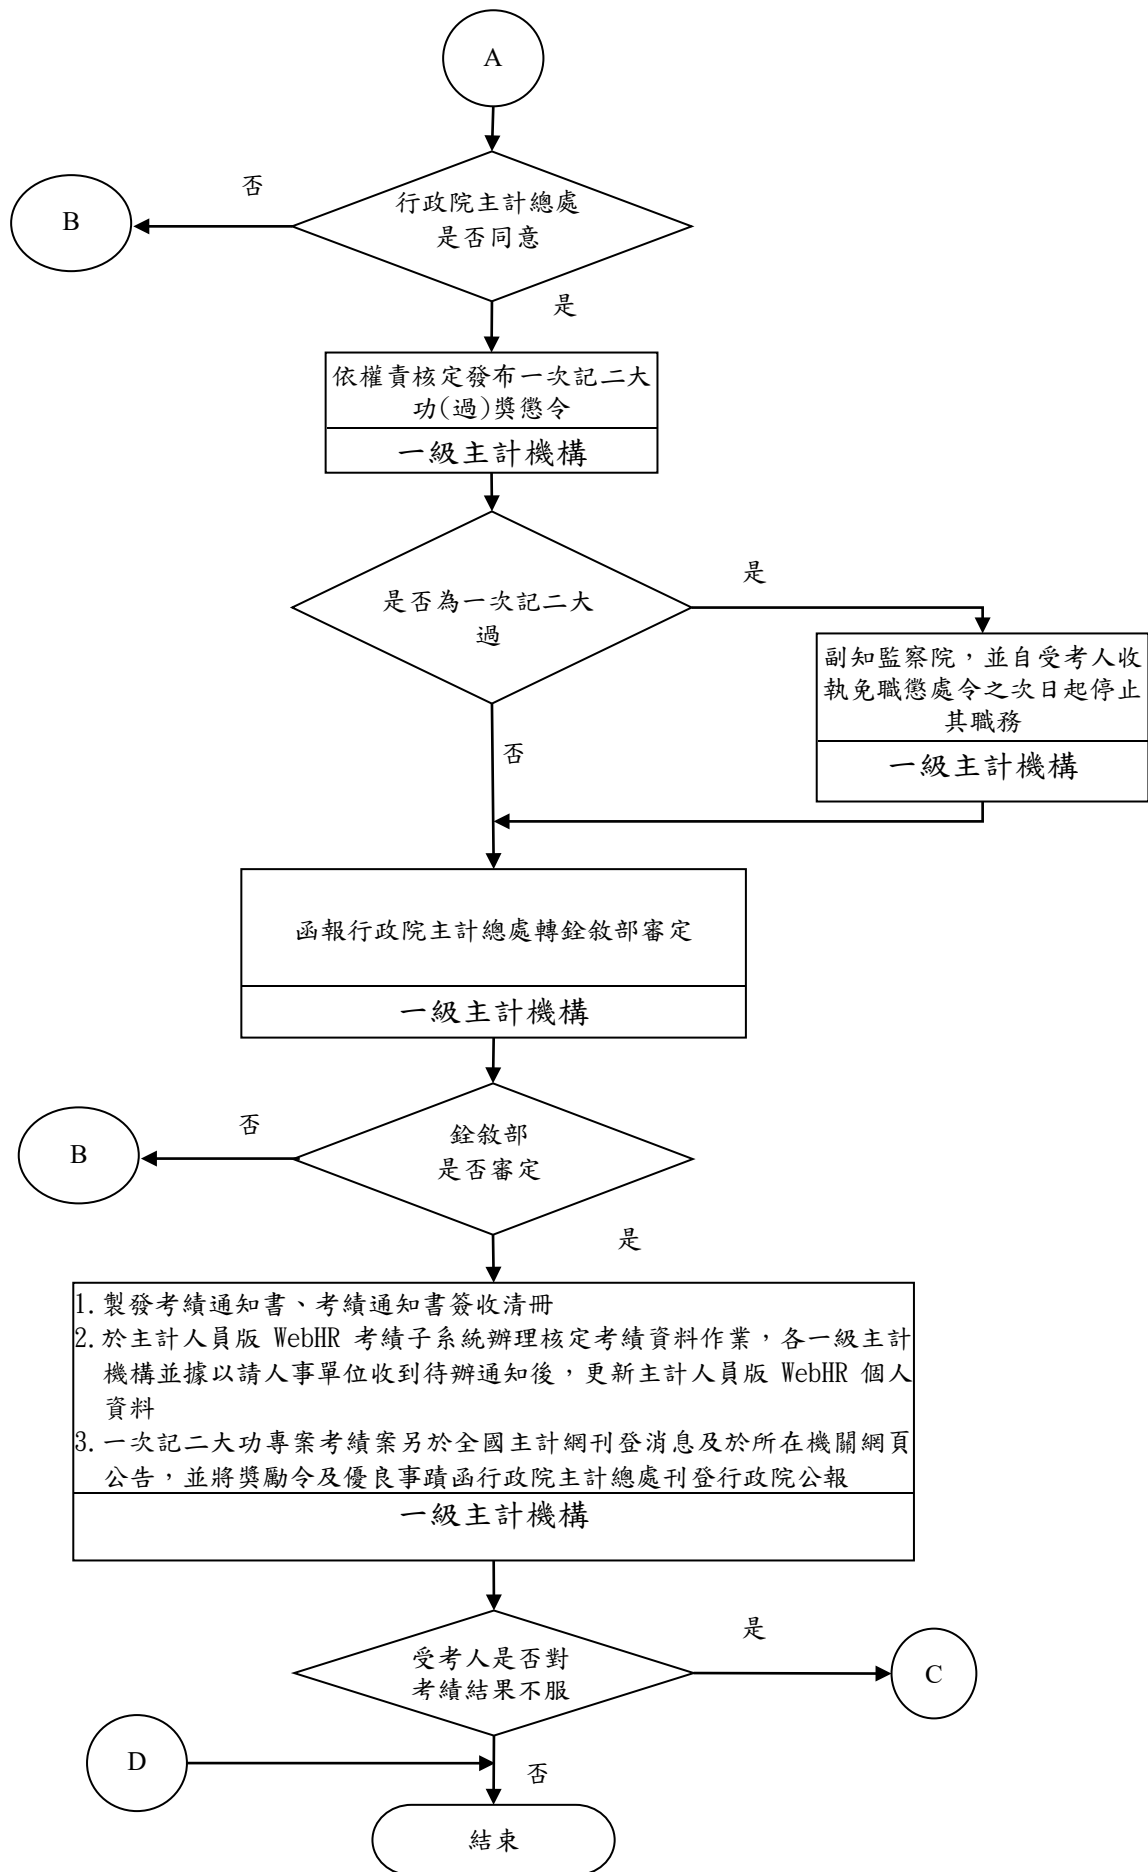 A
否
行政院主計總處
是否同意
B
是
依權責核定發布一次記二大
功(過)獎懲令
一級主計機構
是
是否為一次記二大
過
副知監察院，並自受考人收
執免職懲處令之次日起停止
其職務
一級主計機構
否
函報行政院主計總處轉銓敘部審定
一級主計機構
否
銓敘部
是否審定
B
是
1. 製發考績通知書、考績通知書簽收清冊
2. 於主計人員版 WebHR 考績子系統辦理核定考績資料作業，各一級主計
機構並據以請人事單位收到待辦通知後，更新主計人員版 WebHR 個人
資料
3. 一次記二大功專案考績案另於全國主計網刊登消息及於所在機關網頁
公告，並將獎勵令及優良事蹟函行政院主計總處刊登行政院公報
一級主計機構
是
受考人是否對
考績結果不服
C
D
否
結束